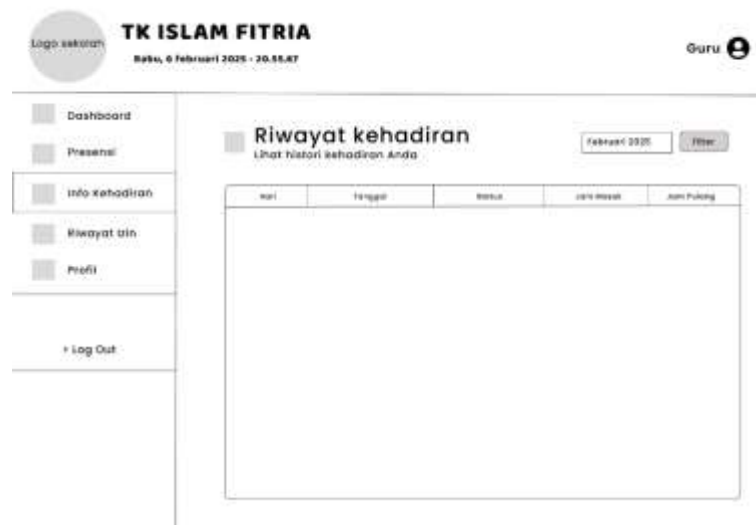 Logo sekolah
TK ISLAM FITRIA
Rabu, 6 Februari 2025 - 20.55.67
Guru
Dashboard
Presensi
Info Kehadiran
Riwayat Izin
Profil
> Log Out
Riwayat kehadiran
Lihat histori kehadiran Anda
Februari 2025
Filter
Hari Tanggal Status Jam Masuk Jam Pulang